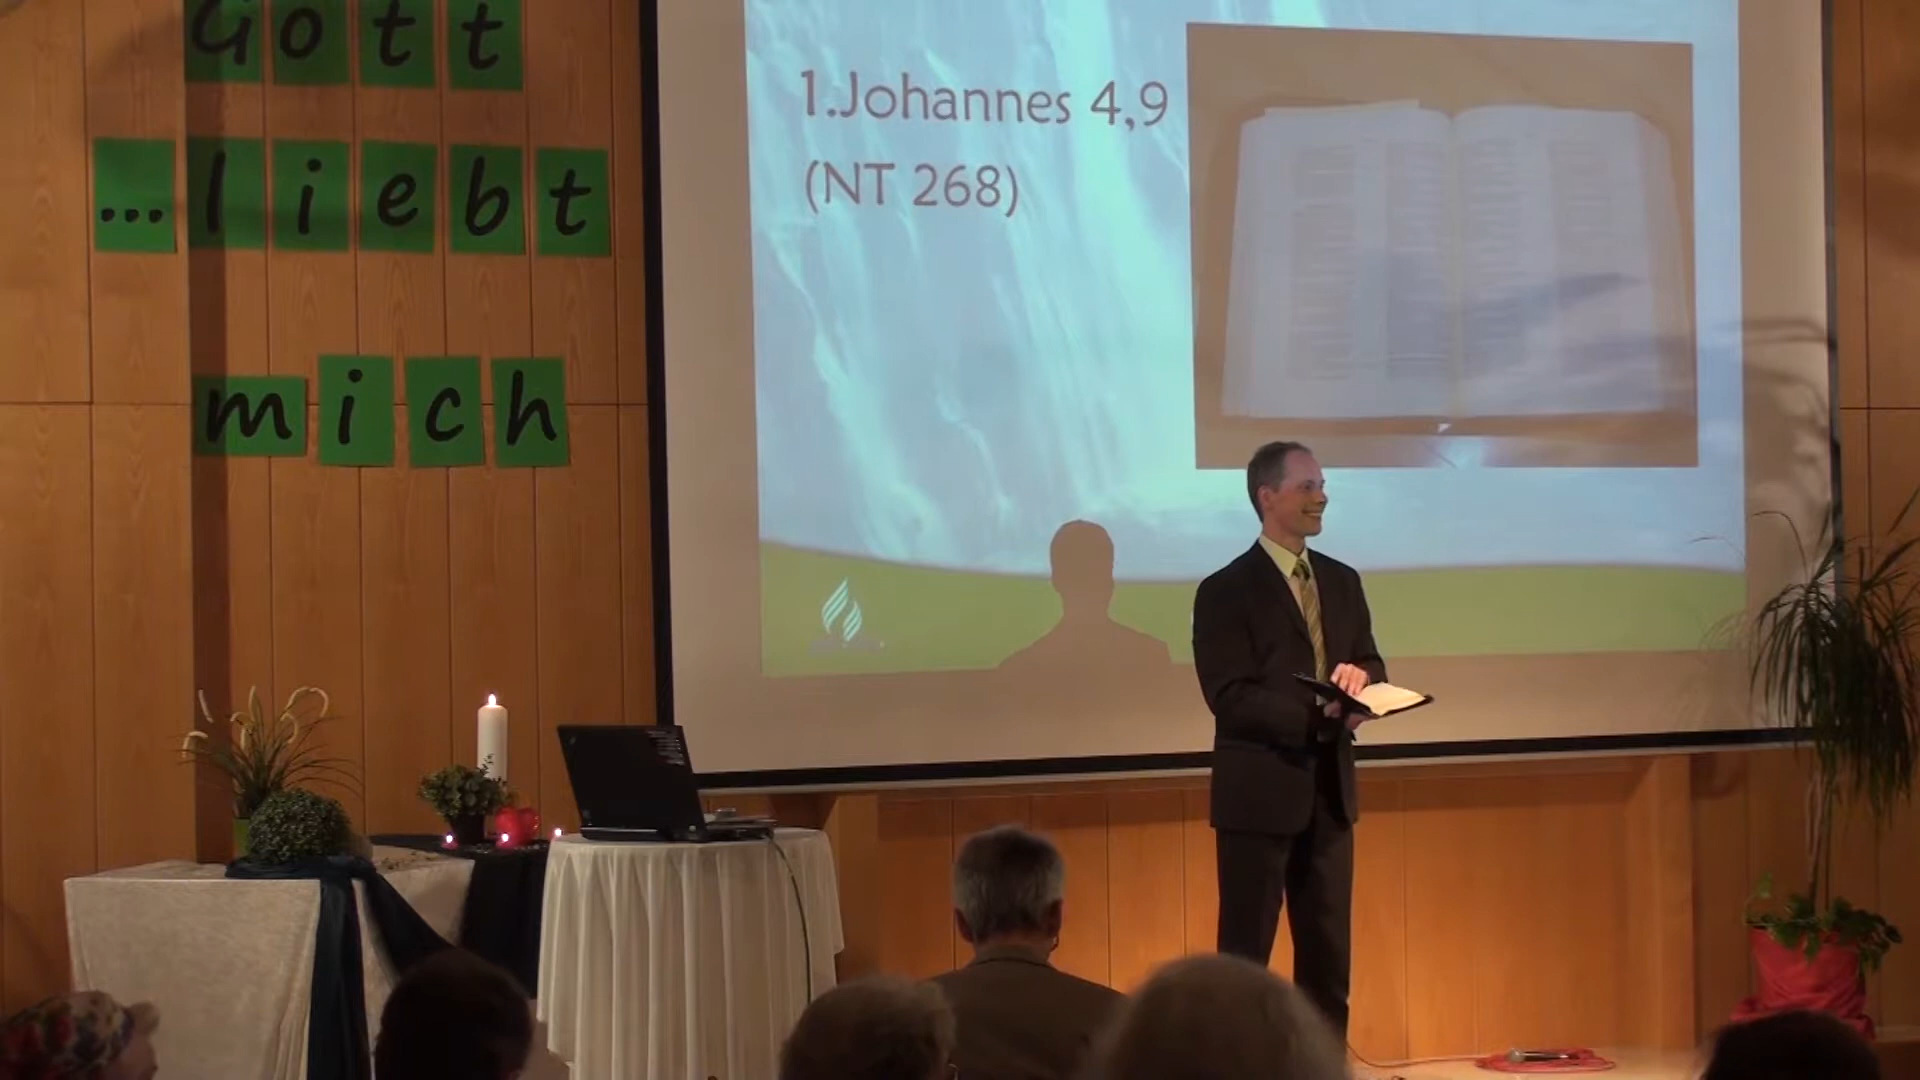 Gott
...liebt
mich
1.Johannes 4,9
(NT 268)